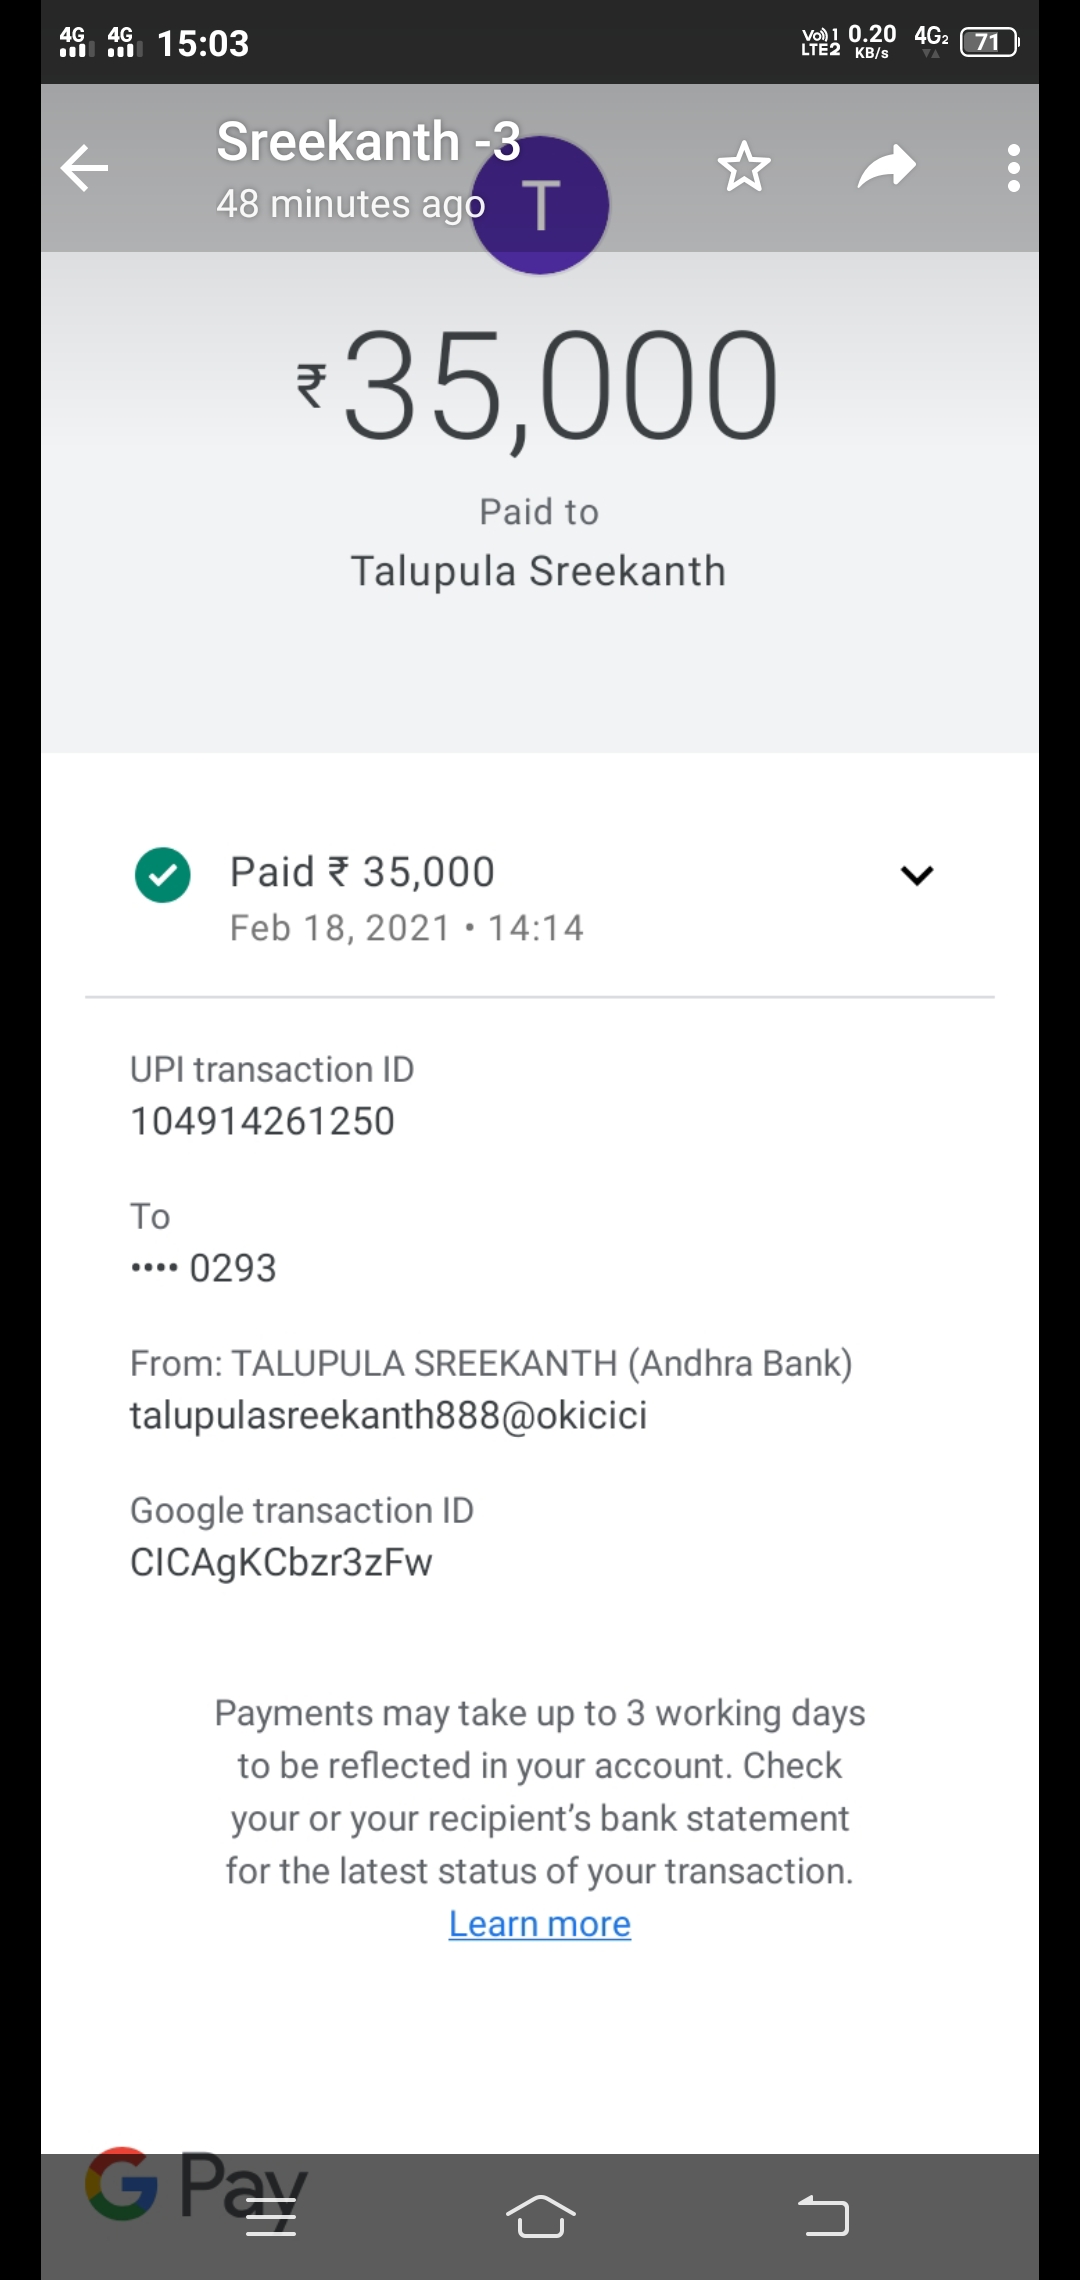 4G 4G 15:03 Vo) 1 LTE2 0.20 KB/s 4G2 71
Sreekanth -3
48 minutes ago
T
₹35,000
Paid to
Talupula Sreekanth
Paid ₹ 35,000
Feb 18, 2021 • 14:14
UPI transaction ID
104914261250
To
•••• 0293
From: TALUPULA SREEKANTH (Andhra Bank)
talupulasreekanth888@okicici
Google transaction ID
CICAgKCbzr3zFw
Payments may take up to 3 working days
to be reflected in your account. Check
your or your recipient’s bank statement
for the latest status of your transaction.
Learn more
G Pay